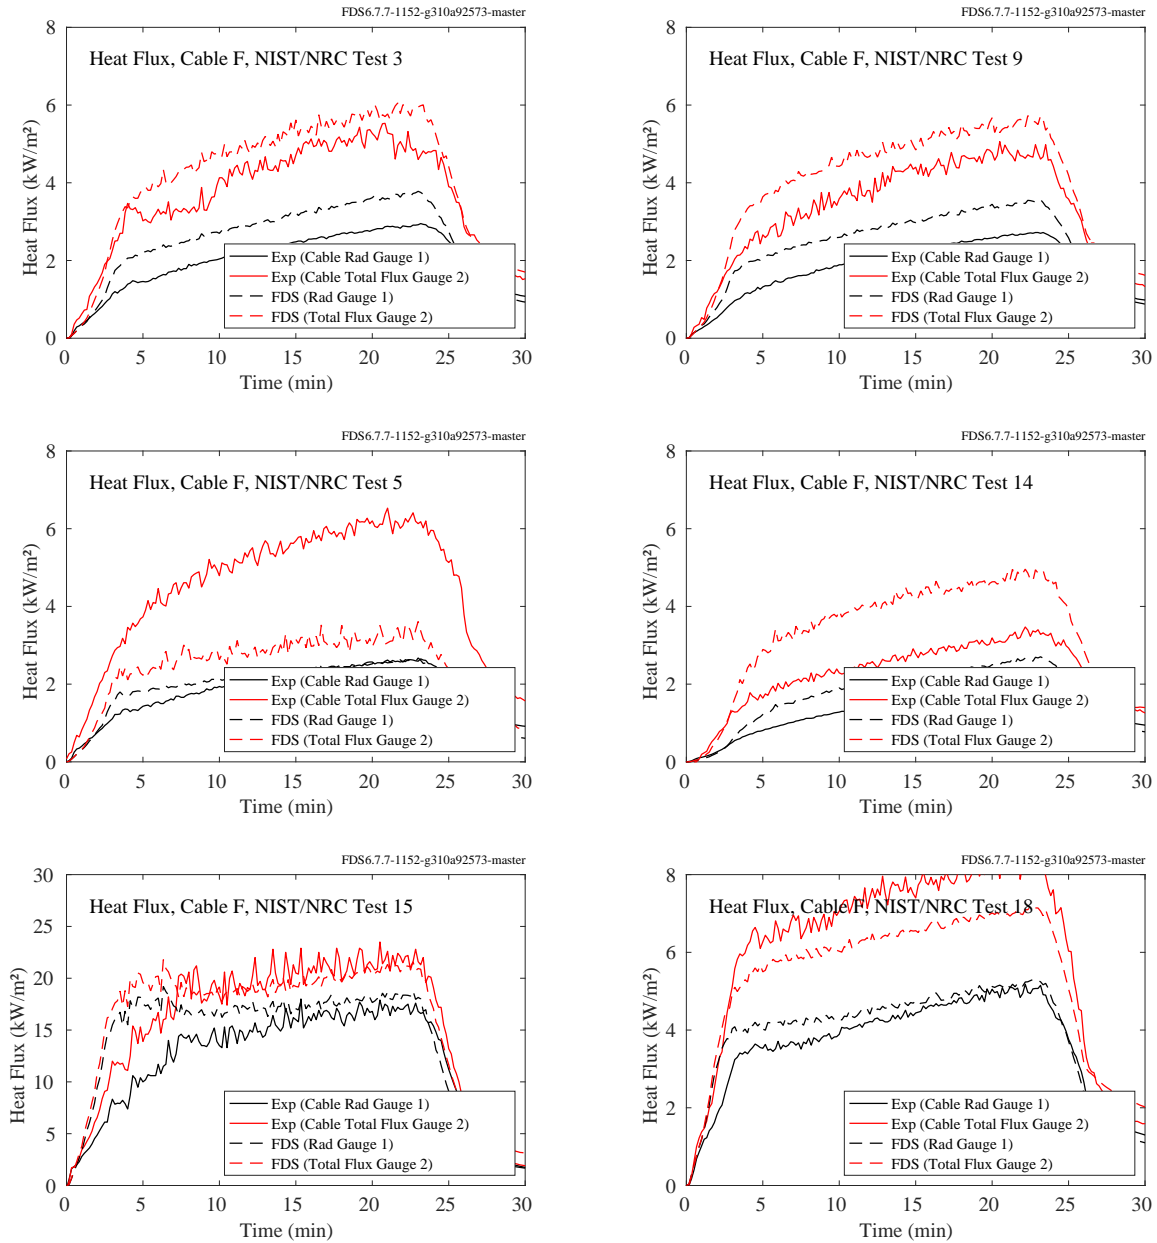 FDS6.7.7-1152-g310a92573-master
Heat Flux, Cable F, NIST/NRC Test 3
8
6
4
2
0
Heat Flux (kW/m²)
Exp (Cable Rad Gauge 1)
Exp (Cable Total Flux Gauge 2)
FDS (Rad Gauge 1)
FDS (Total Flux Gauge 2)
0 5 10 15 20 25 30
Time (min)
FDS6.7.7-1152-g310a92573-master
Heat Flux, Cable F, NIST/NRC Test 9
8
6
4
2
0
Heat Flux (kW/m²)
Exp (Cable Rad Gauge 1)
Exp (Cable Total Flux Gauge 2)
FDS (Rad Gauge 1)
FDS (Total Flux Gauge 2)
0 5 10 15 20 25 30
Time (min)
FDS6.7.7-1152-g310a92573-master
Heat Flux, Cable F, NIST/NRC Test 5
8
6
4
2
0
Heat Flux (kW/m²)
Exp (Cable Rad Gauge 1)
Exp (Cable Total Flux Gauge 2)
FDS (Rad Gauge 1)
FDS (Total Flux Gauge 2)
0 5 10 15 20 25 30
Time (min)
FDS6.7.7-1152-g310a92573-master
Heat Flux, Cable F, NIST/NRC Test 14
8
6
4
2
0
Heat Flux (kW/m²)
Exp (Cable Rad Gauge 1)
Exp (Cable Total Flux Gauge 2)
FDS (Rad Gauge 1)
FDS (Total Flux Gauge 2)
0 5 10 15 20 25 30
Time (min)
FDS6.7.7-1152-g310a92573-master
Heat Flux, Cable F, NIST/NRC Test 15
30
25
20
15
10
5
0
Heat Flux (kW/m²)
Exp (Cable Rad Gauge 1)
Exp (Cable Total Flux Gauge 2)
FDS (Rad Gauge 1)
FDS (Total Flux Gauge 2)
0 5 10 15 20 25 30
Time (min)
FDS6.7.7-1152-g310a92573-master
Heat Flux, Cable F, NIST/NRC Test 18
8
6
4
2
0
Heat Flux (kW/m²)
Exp (Cable Rad Gauge 1)
Exp (Cable Total Flux Gauge 2)
FDS (Rad Gauge 1)
FDS (Total Flux Gauge 2)
0 5 10 15 20 25 30
Time (min)